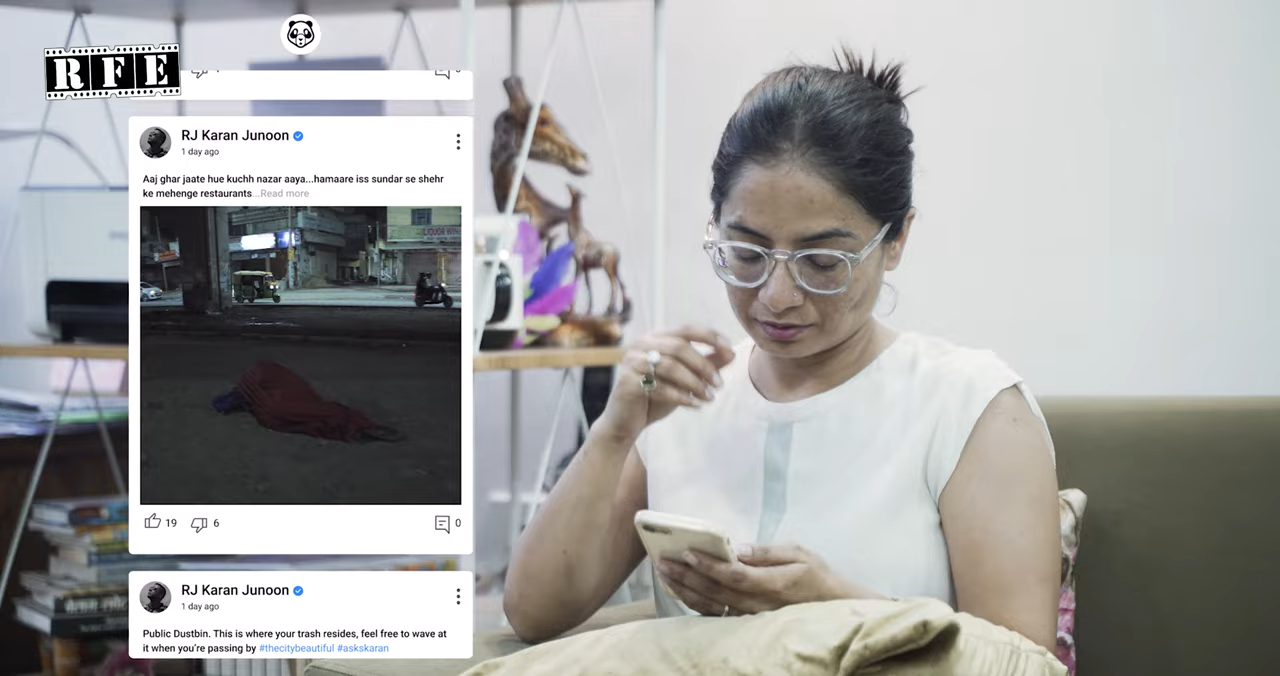 RFE
RJ Karan Junoon
1 day ago
Aaj ghar jaate hue kuchh nazar aaya...hamaare iss sundar se shehr
ke mehenge restaurants...Read more
19
6
0
RJ Karan Junoon
1 day ago
Public Dustbin. This is where your trash resides, feel free to wave at
it when you're passing by #thecitybeautiful #askskaran